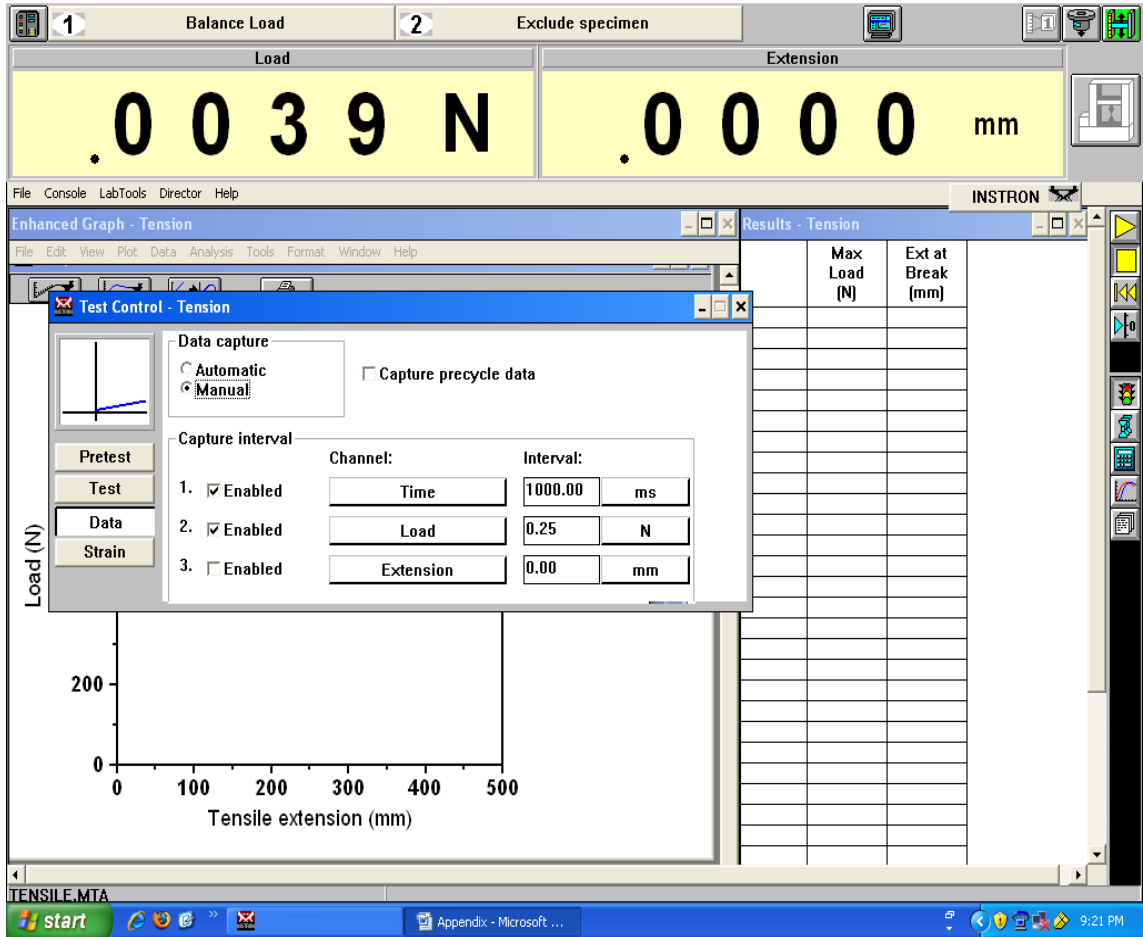 1 Balance Load 2 Exclude specimen
Load Extension
.0039 N .0000 mm
File Console LabTools Director Help
INSTRON
Enhanced Graph - Tension
Results - Tension
File Edit View Plot Data Analysis Tools Format Window Help
Max Load (N)
Ext at Break (mm)
Test Control - Tension
Data capture
Automatic
Manual
Capture precycle data
Pretest
Test
Data
Strain
Capture interval
Channel: Interval:
1. Enabled Time 1000.00 ms
2. Enabled Load 0.25 N
3. Enabled Extension 0.00 mm
Load (N)
200
0
0 100 200 300 400 500
Tensile extension (mm)
TENSILE.MTA
start
Appendix - Microsoft ...
9:21 PM